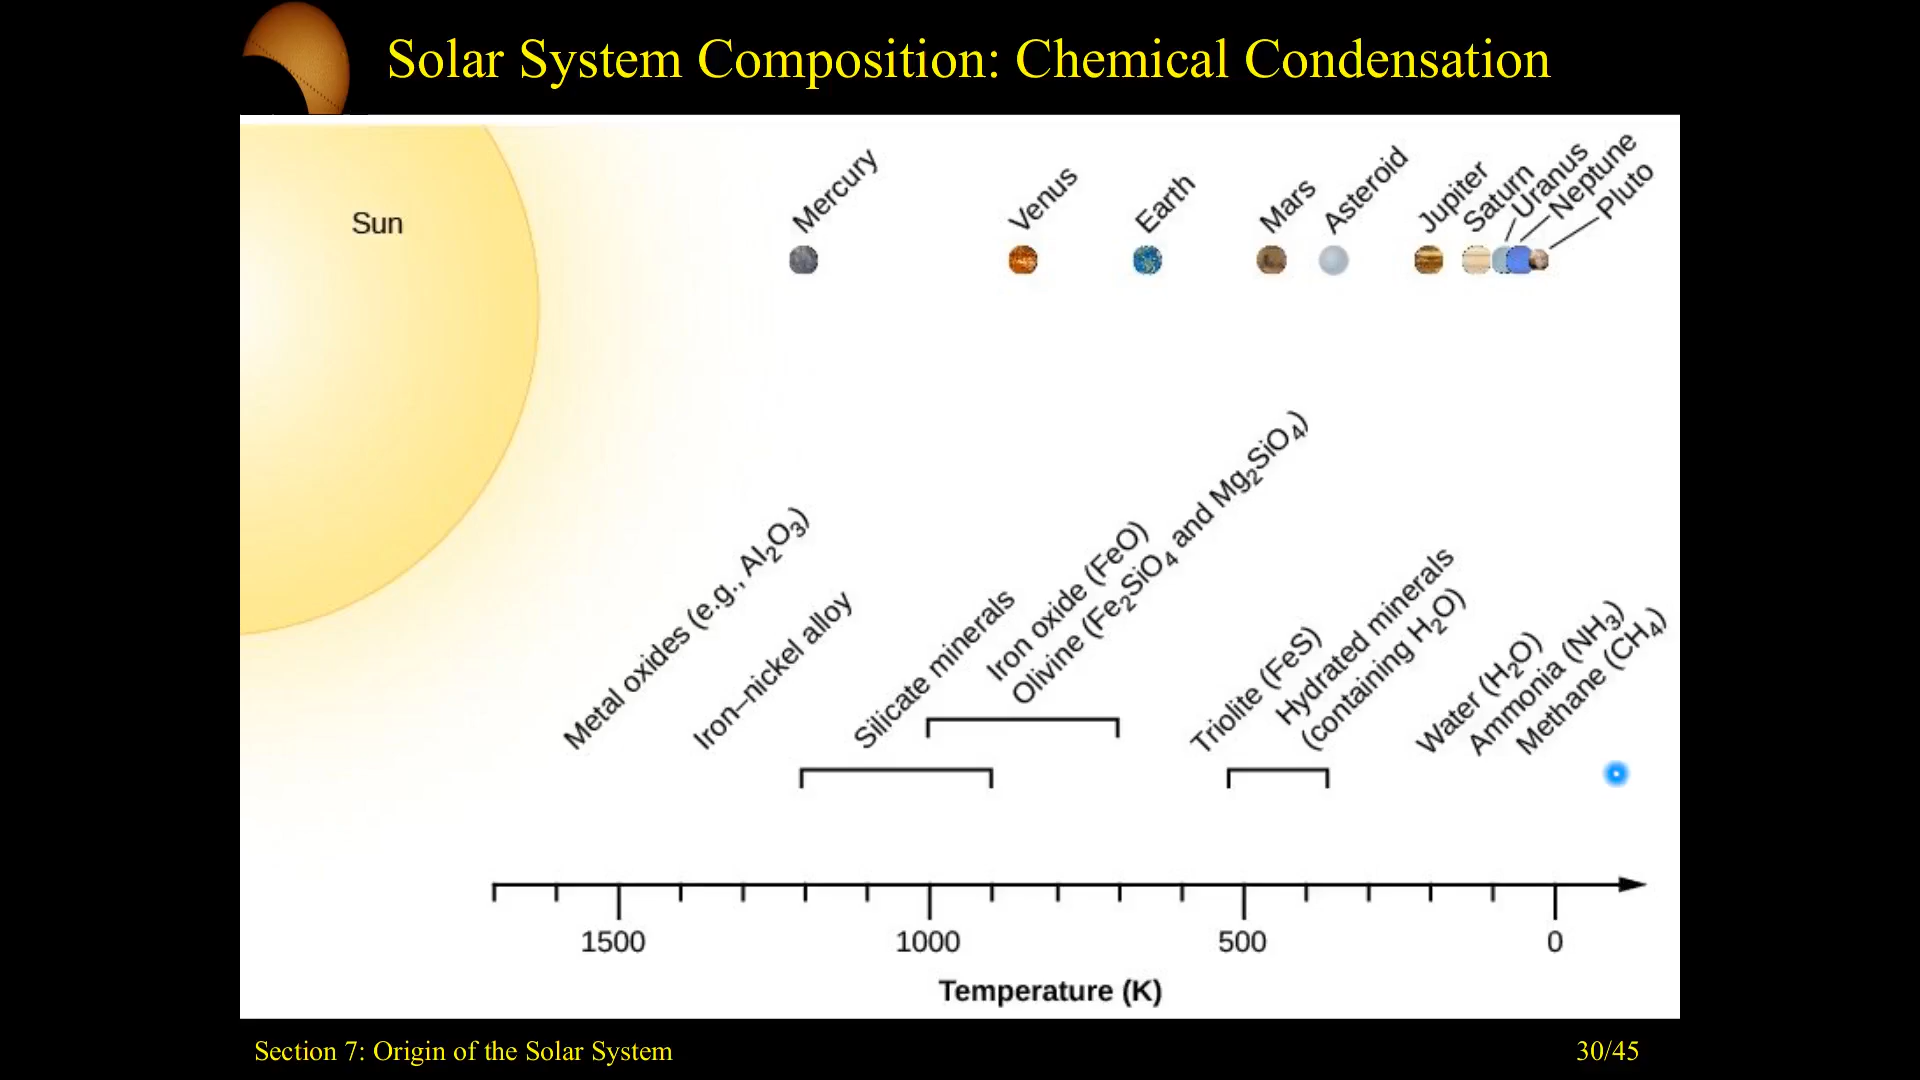 Solar System Composition: Chemical Condensation
Sun
Mercury
Venus
Earth
Mars
Asteroid
Jupiter
Saturn
Uranus
Neptune
Pluto
Metal oxides (e.g., Al₂O₃)
Iron–nickel alloy
Silicate minerals
Iron oxide (FeO)
Olivine (Fe₂SiO₄ and Mg₂SiO₄)
Triolite (FeS)
Hydrated minerals
(containing H₂O)
Water (H₂O)
Ammonia (NH₃)
Methane (CH₄)
1500
1000
500
0
Temperature (K)
Section 7: Origin of the Solar System
30/45